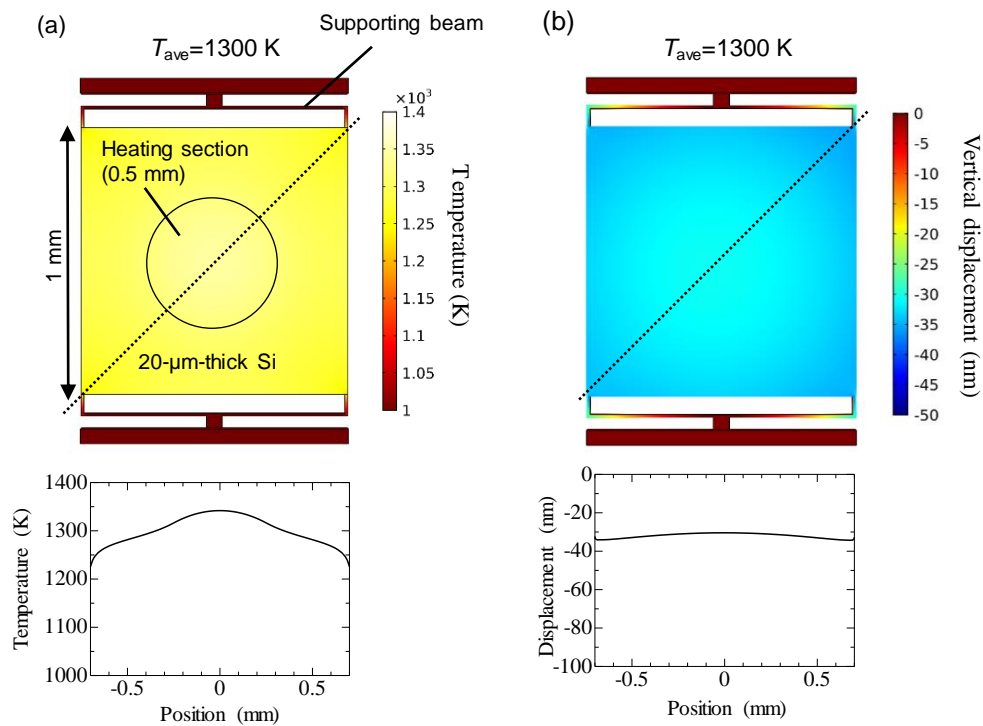 (a)
Supporting beam
T_ave=1300 K
×10³
1.4
1.35
1.3
1.25
1.2
1.15
1.1
1.05
1
Temperature (K)
Heating section
(0.5 mm)
1 mm
20-μm-thick Si
(b)
T_ave=1300 K
0
-5
-10
-15
-20
-25
-30
-35
-40
-45
-50
Vertical displacement (nm)
1400
1300
1200
1100
1000
Temperature (K)
-0.5
0
0.5
Position (mm)
0
-20
-40
-60
-80
-100
Displacement (nm)
-0.5
0
0.5
Position (mm)